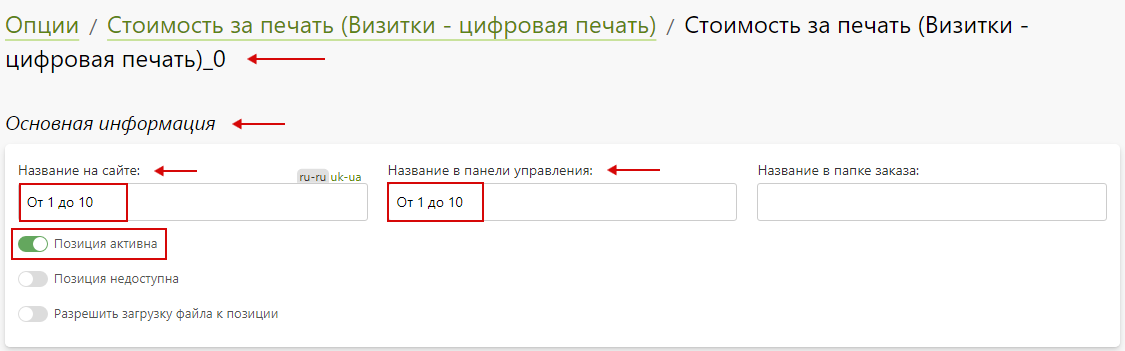 Опции / Стоимость за печать (Визитки - цифровая печать) / Стоимость за печать (Визитки -
цифровая печать)_0
Основная информация
Название на сайте: ru-ru uk-ua Название в панели управления: Название в папке заказа:
От 1 до 10 От 1 до 10
Позиция активна
Позиция недоступна
Разрешить загрузку файла к позиции